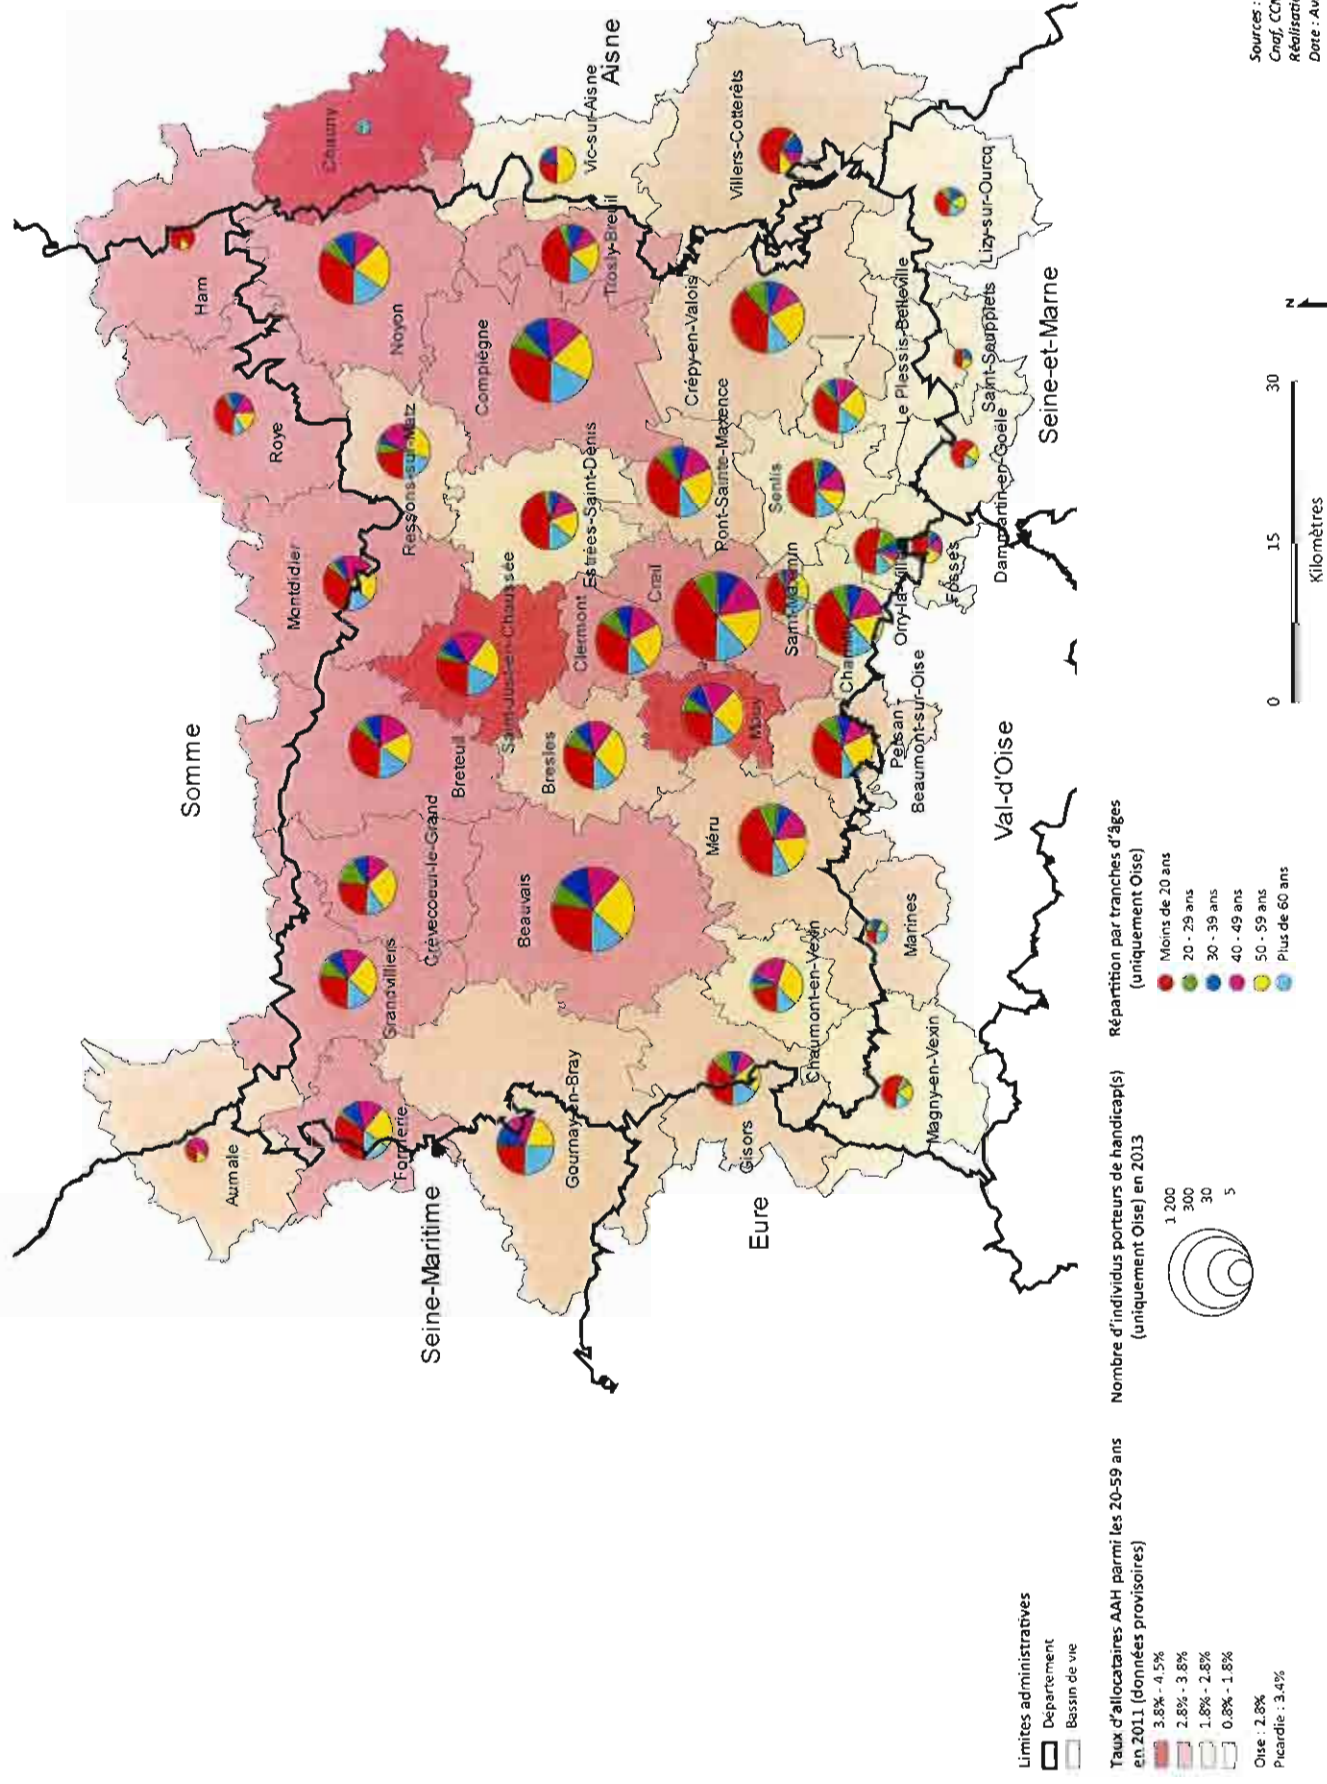 Somme
Seine-Maritime
Eure
Val-d'Oise
Seine-et-Marne
Aisne
Aumale
Formerie
Gournay-en-Bray
Gisors
Magny-en-Vexin
Chaumont-en-Vexin
Marines
Grandvilliers
Crèvecoeur-le-Grand
Beauvais
Méru
Breteuil
Bresles
Mouy
Persan
Beaumont-sur-Oise
Saint-Just-en-Chaussée
Clermont
Creil
Montdidier
Chantilly
Orry-la-Ville
Fosses
Estrées-Saint-Denis
Ressons-sur-Matz
Pont-Sainte-Maxence
Senlis
Dammartin-en-Goële
Roye
Compiègne
Noyon
Crépy-en-Valois
Le Plessis-Belleville
Saint-Soupplets
Ham
Chauny
Trosly-Breuil
Vic-sur-Aisne
Villers-Cotterêts
Lizy-sur-Ourcq
Limites administratives
Département
Bassin de vie
Taux d'allocataires AAH parmi les 20-59 ans
en 2011 (données provisoires)
3.8% - 4.5%
2.8% - 3.8%
1.8% - 2.8%
0.8% - 1.8%
Oise : 2.8%
Picardie : 3.4%
Nombre d'individus porteurs de handicap(s)
(uniquement Oise) en 2013
1 200
300
30
5
Répartition par tranches d'âges
(uniquement Oise)
Moins de 20 ans
20 - 29 ans
30 - 39 ans
40 - 49 ans
50 - 59 ans
Plus de 60 ans
0 15 30
Kilomètres
N
Sources :
Cnaf,
Date :